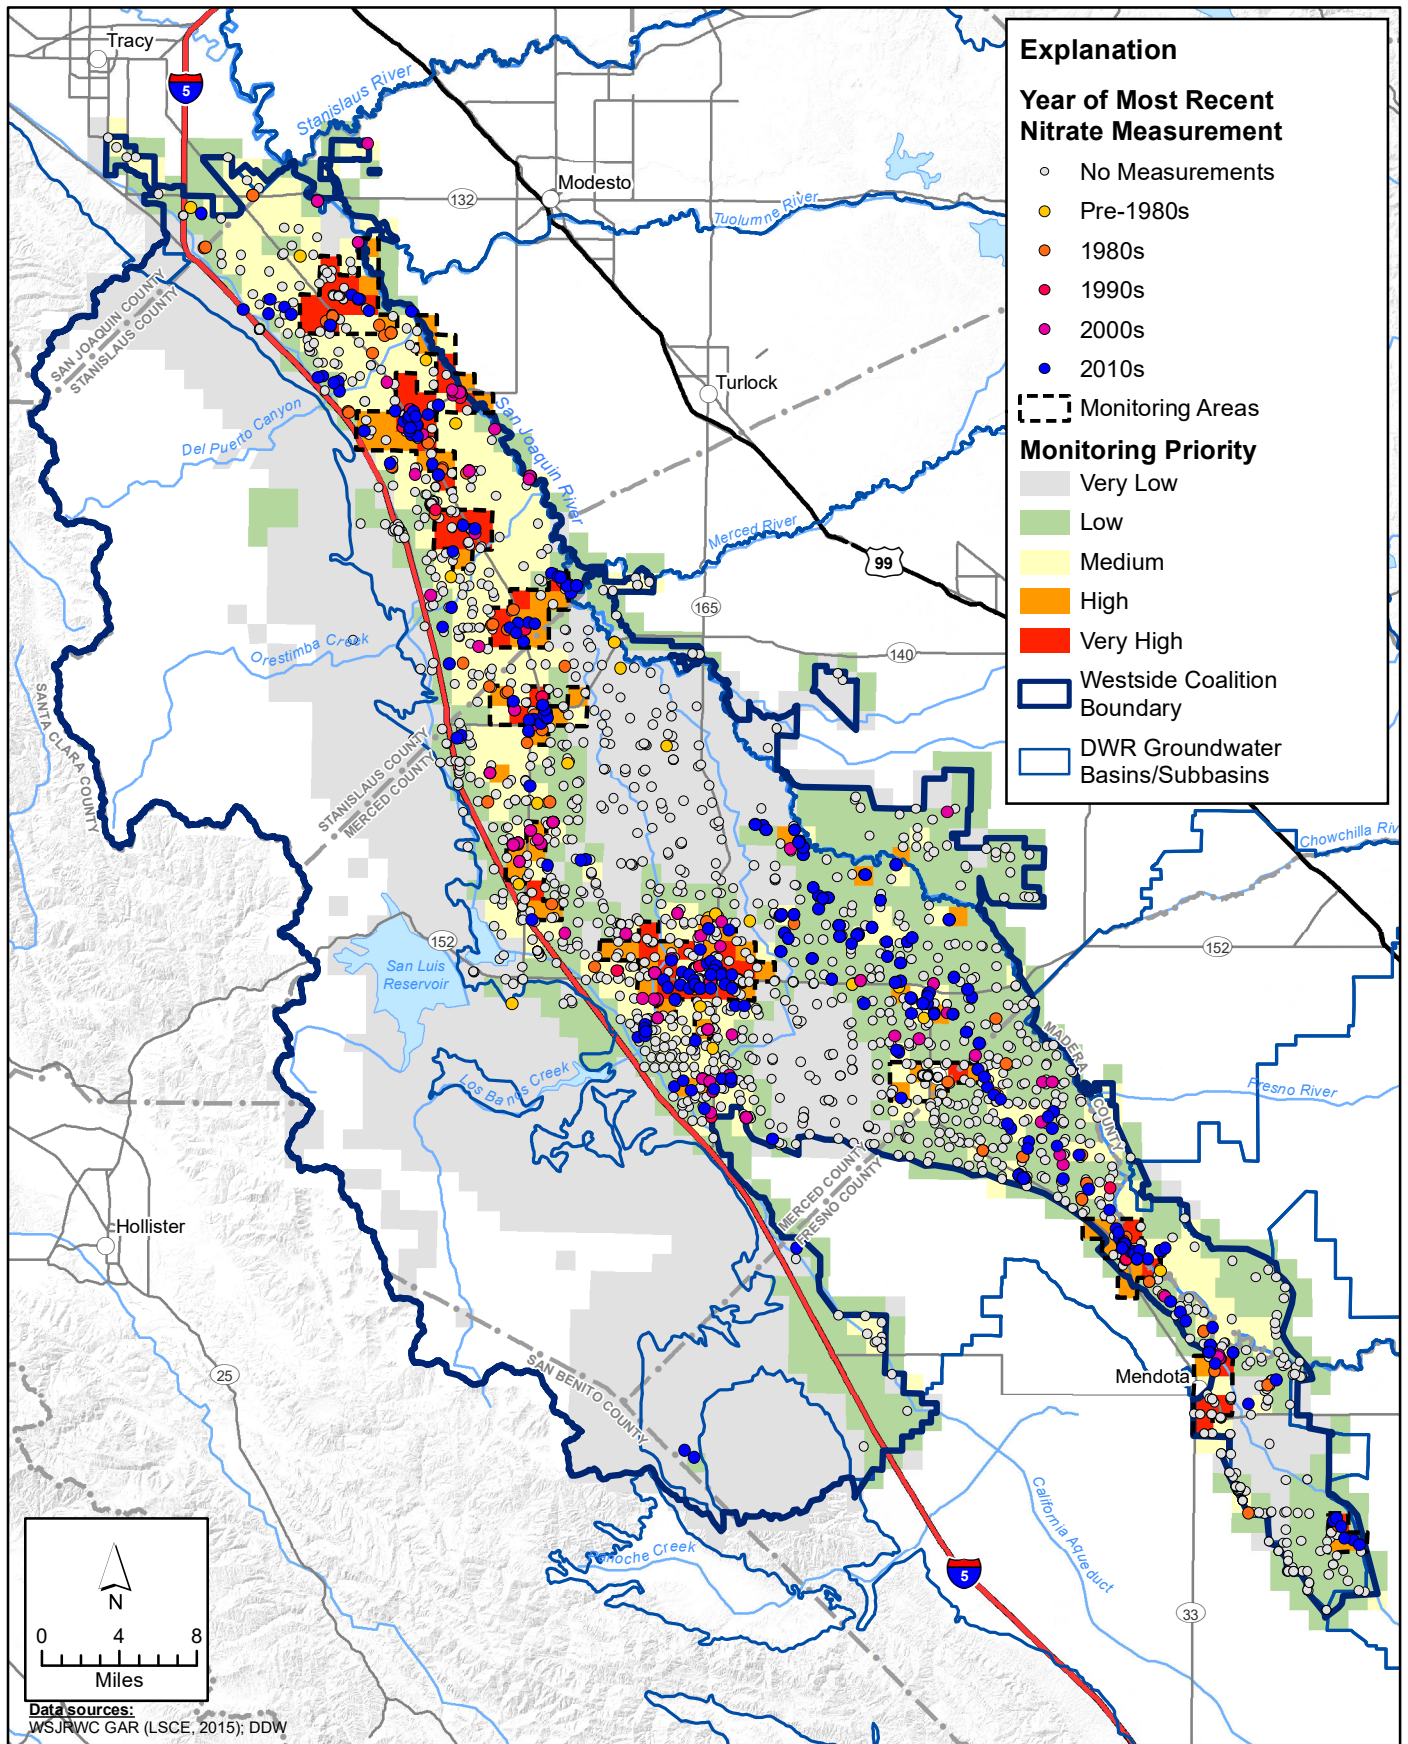 Explanation
Year of Most Recent
Nitrate Measurement
No Measurements
Pre-1980s
1980s
1990s
2000s
2010s
Monitoring Areas
Monitoring Priority
Very Low
Low
Medium
High
Very High
Westside Coalition
Boundary
DWR Groundwater
Basins/Subbasins
Tracy
5
Stanislaus River
Modesto
132
Tuolumne River
SAN JOAQUIN COUNTY
STANISLAUS COUNTY
Turlock
Del Puerto Canyon
San Joaquin River
Merced River
99
165
140
Orestimba Creek
SANTA CLARA COUNTY
STANISLAUS COUNTY
MERCED COUNTY
Chowchilla Riv
152
152
San Luis
Reservoir
MADERA COUNTY
Los Banos Creek
Fresno River
MERCED COUNTY
FRESNO COUNTY
Hollister
25
SAN BENITO COUNTY
Mendota
California Aqueduct
Panoche Creek
5
33
N
0 4 8
Miles
Data sources:
WSJRWC GAR (LSCE, 2015); DDW